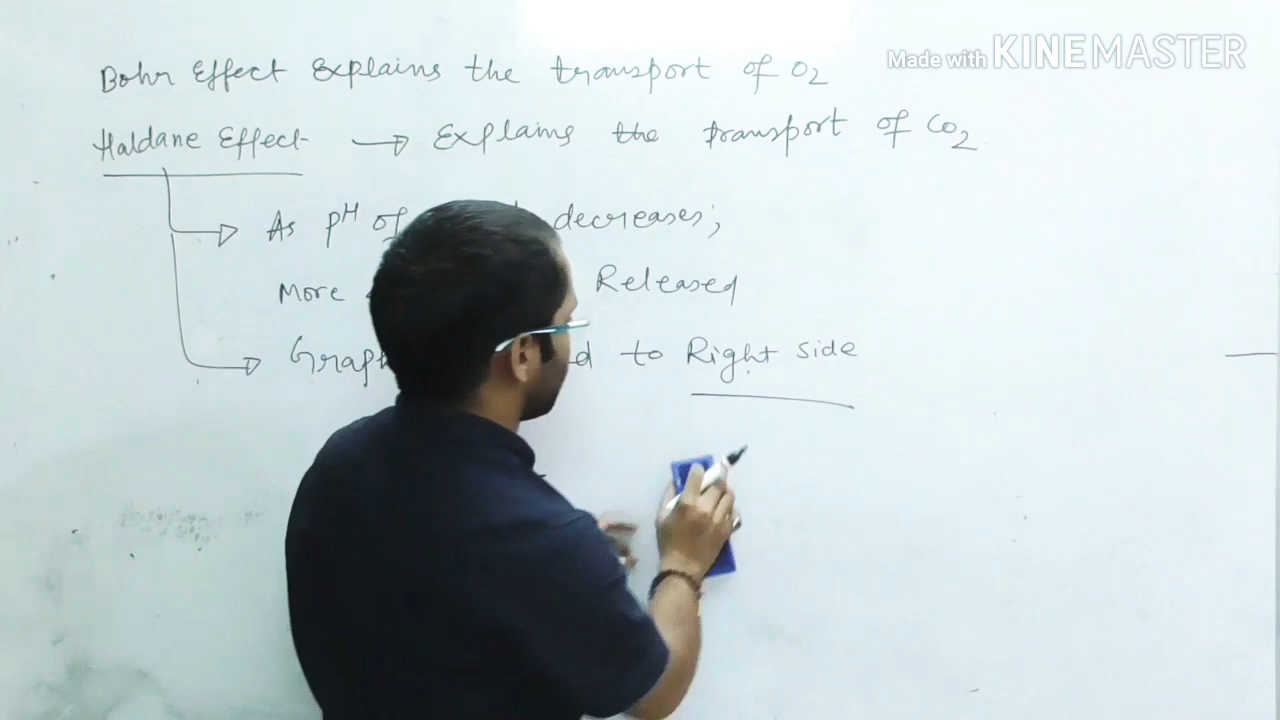 Made with KINEMASTER
Bohr Effect Explains the transport of O2
Haldane Effect → Explains the transport of CO2
→ As pH of decreases;
More Released
→ to Right side